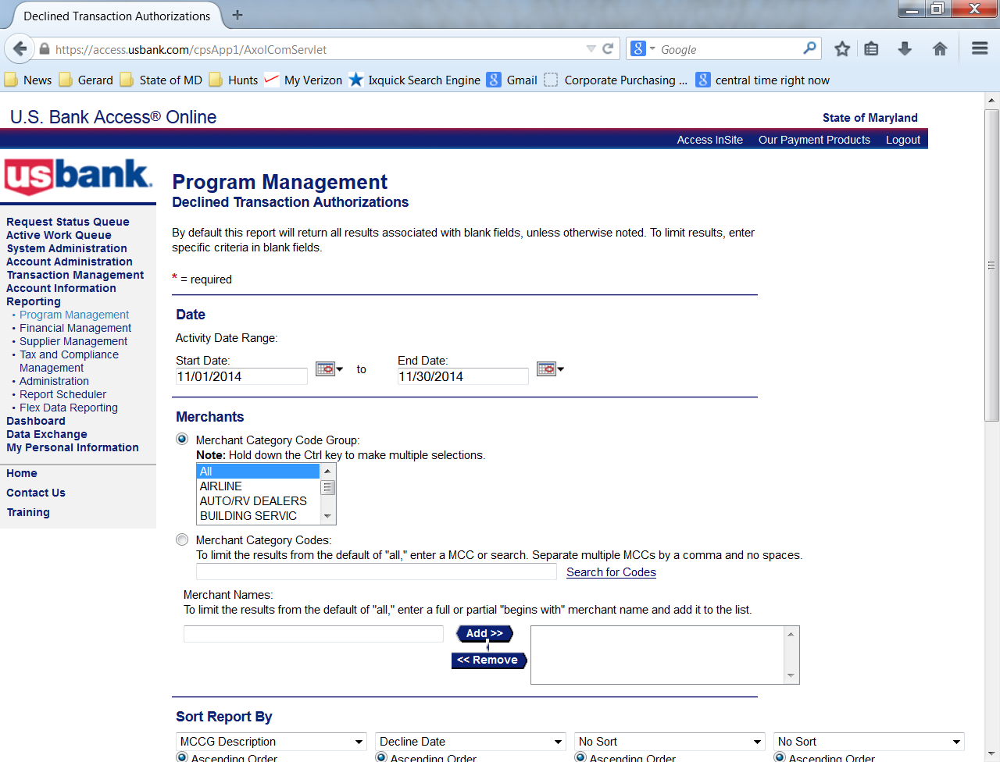 Declined Transaction Authorizations
https://access.usbank.com/cpsApp1/AxolComServlet
Google
News Gerard State of MD Hunts My Verizon Ixquick Search Engine Gmail Corporate Purchasing ... central time right now
U.S. Bank Access® Online
State of Maryland
Access InSite Our Payment Products Logout
usbank.
Program Management
Declined Transaction Authorizations
Request Status Queue
Active Work Queue
System Administration
Account Administration
Transaction Management
Account Information
Reporting
• Program Management
• Financial Management
• Supplier Management
• Tax and Compliance
Management
• Administration
• Report Scheduler
• Flex Data Reporting
Dashboard
Data Exchange
My Personal Information
Home
Contact Us
Training
By default this report will return all results associated with blank fields, unless otherwise noted. To limit results, enter
specific criteria in blank fields.
* = required
Date
Activity Date Range:
Start Date: End Date:
11/01/2014 to 11/30/2014
Merchants
Merchant Category Code Group:
Note: Hold down the Ctrl key to make multiple selections.
All
AIRLINE
AUTO/RV DEALERS
BUILDING SERVIC
Merchant Category Codes:
To limit the results from the default of "all," enter a MCC or search. Separate multiple MCCs by a comma and no spaces.
Search for Codes
Merchant Names:
To limit the results from the default of "all," enter a full or partial "begins with" merchant name and add it to the list.
Add >>
<< Remove
Sort Report By
MCCG Description Decline Date No Sort No Sort
Ascending Order Ascending Order Ascending Order Ascending Order